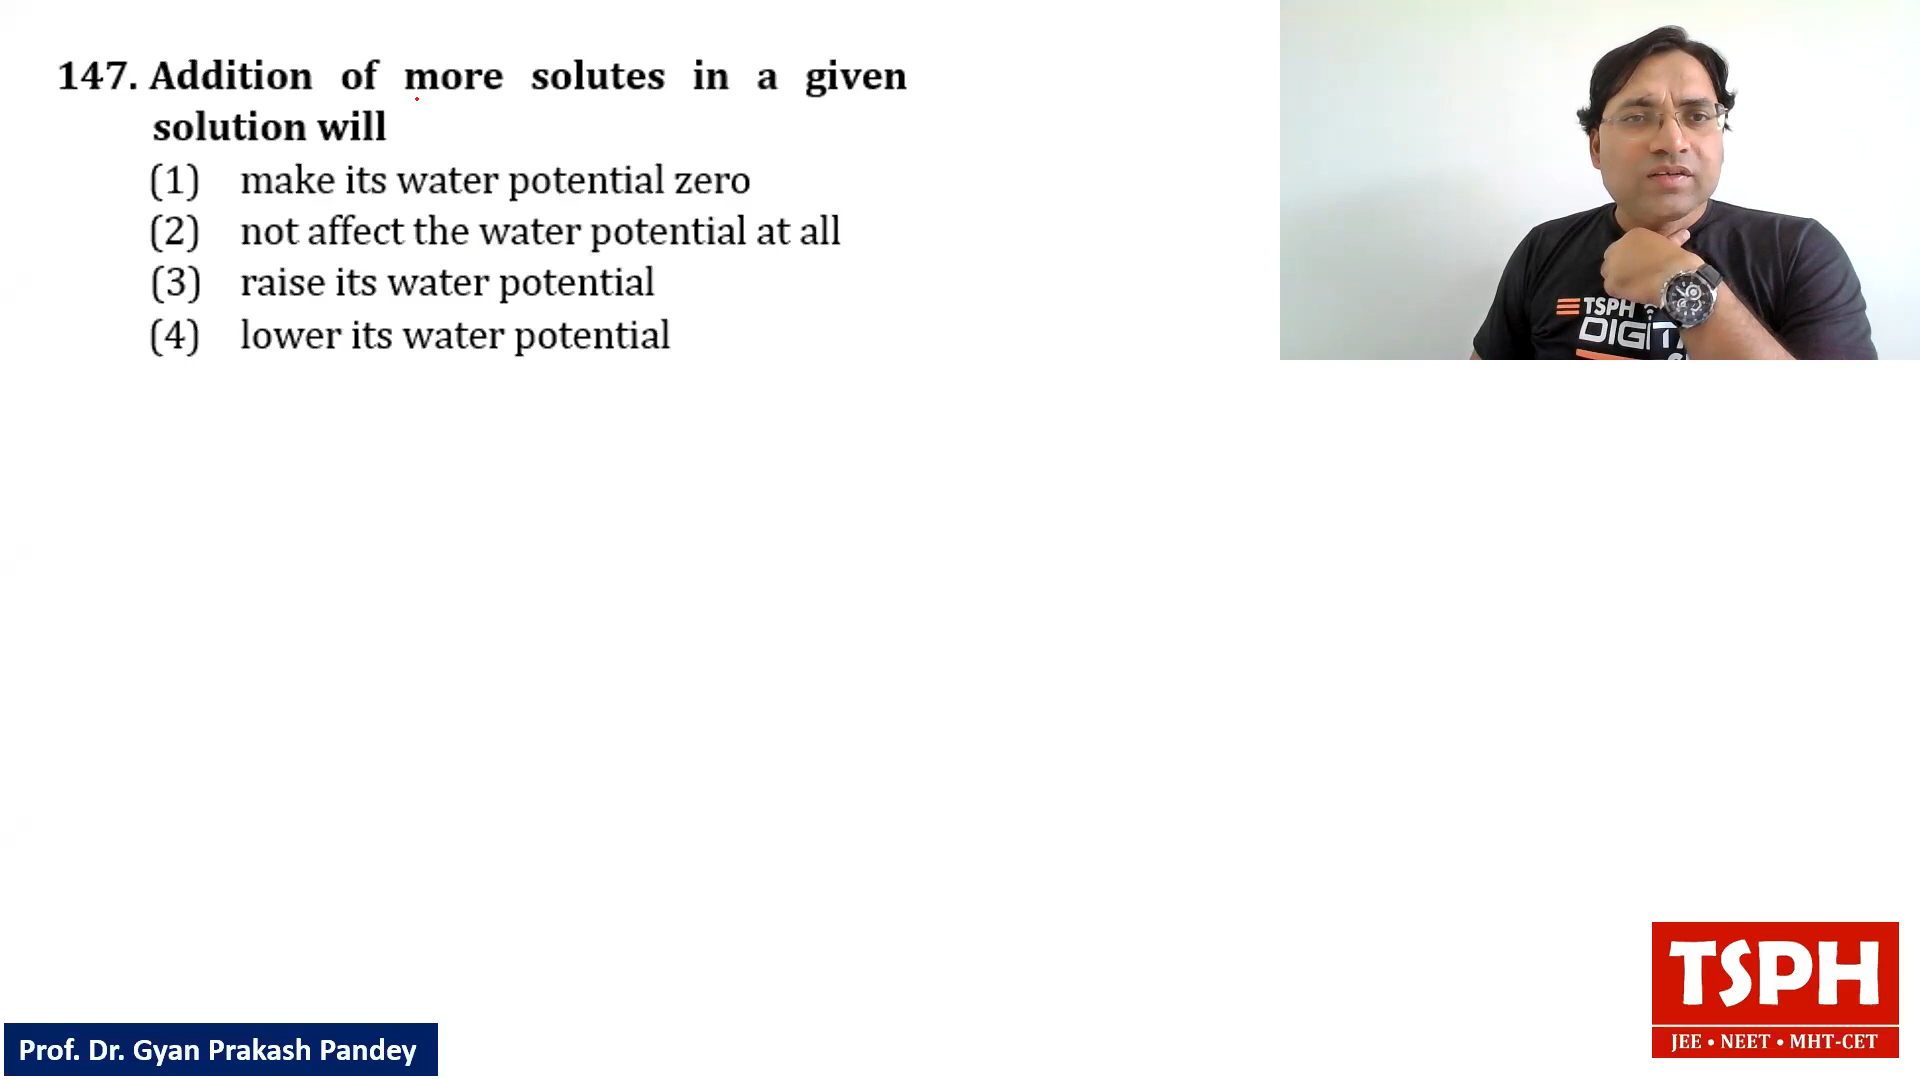 147. Addition of more solutes in a given
solution will
(1) make its water potential zero
(2) not affect the water potential at all
(3) raise its water potential
(4) lower its water potential
TSPH
DIGIT
TSPH
JEE • NEET • MHT-CET
Prof. Dr. Gyan Prakash Pandey